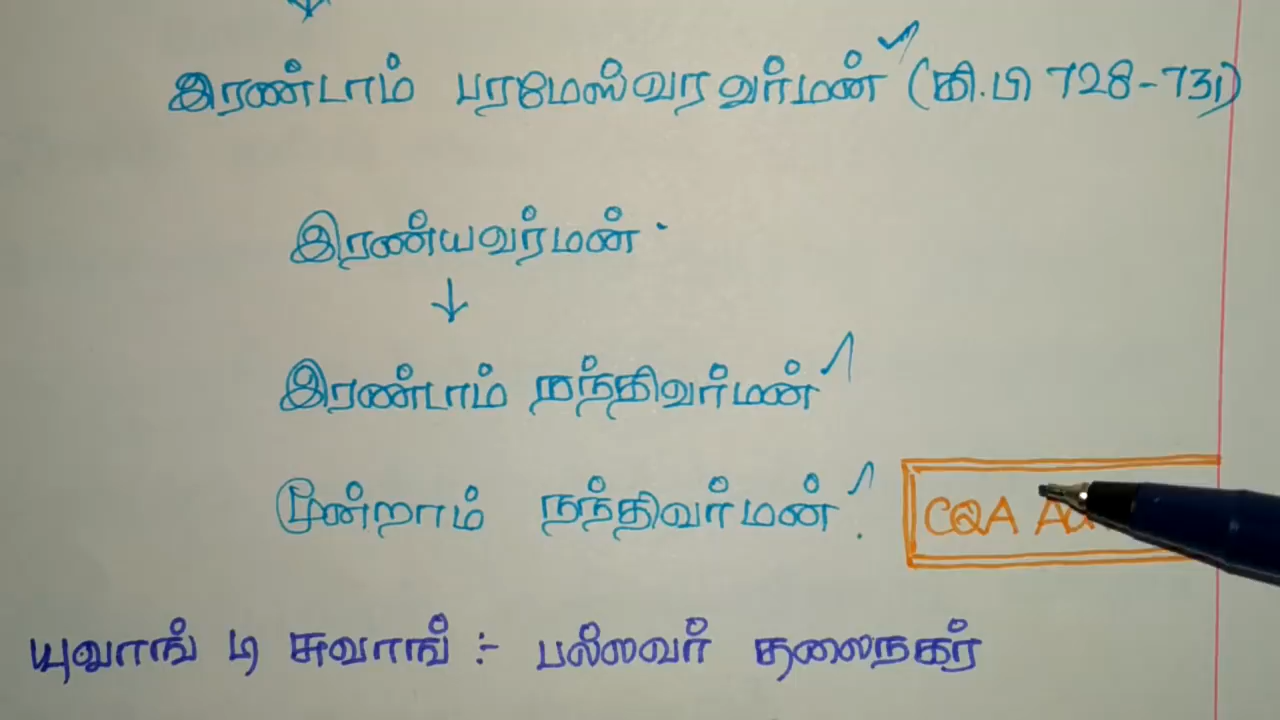 இரண்டாம் பரமேஸ்வரவர்மன் (கி.பி 728-731)
இரண்யவர்மன்
இரண்டாம் நந்திவர்மன்
மூன்றாம் நந்திவர்மன்
CQA
யுவாங் டி சுவாங் :- பல்லவர் தலைநகர்